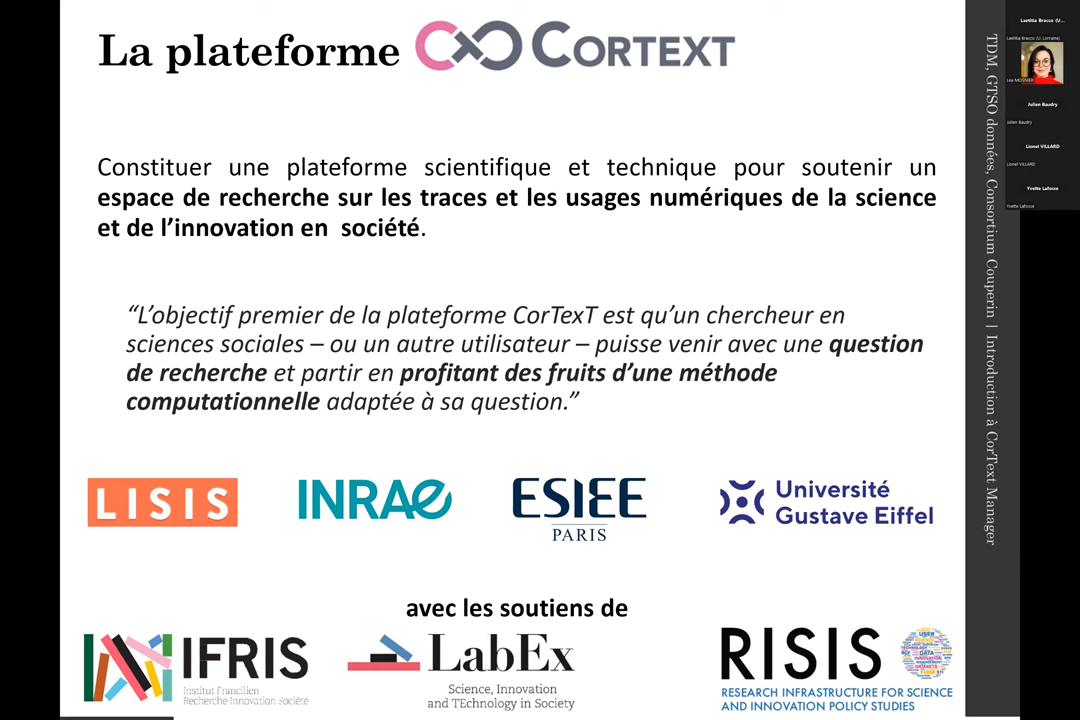 La plateforme CORTEXT
Constituer une plateforme scientifique et technique pour soutenir un
espace de recherche sur les traces et les usages numériques de la science
et de l’innovation en société.
“L’objectif premier de la plateforme CorTexT est qu’un chercheur en
sciences sociales – ou un autre utilisateur – puisse venir avec une question
de recherche et partir en profitant des fruits d’une méthode
computationnelle adaptée à sa question.”
LISIS
INRAE
ESIEE
PARIS
Université
Gustave Eiffel
avec les soutiens de
IFRIS
Institut Francilien
Recherche Innovation Société
LabEx
Science, Innovation
and TEchnology in Society
RISIS
RESEARCH INFRASTRUCTURE FOR SCIENCE
AND INNOVATION POLICY STUDIES
USER
DATA
DATASETS
TDM, GTSO données, Consortium Couperin | Introduction à CorText Manager
Laetitia Bracco (U...
Laetitia Bracco (U. Lorraine)
Léa MOSNIER
Julien Baudry
Julien Baudry
Lionel VILLARD
Lionel VILLARD
Yvette Lafosse
Yvette Lafosse